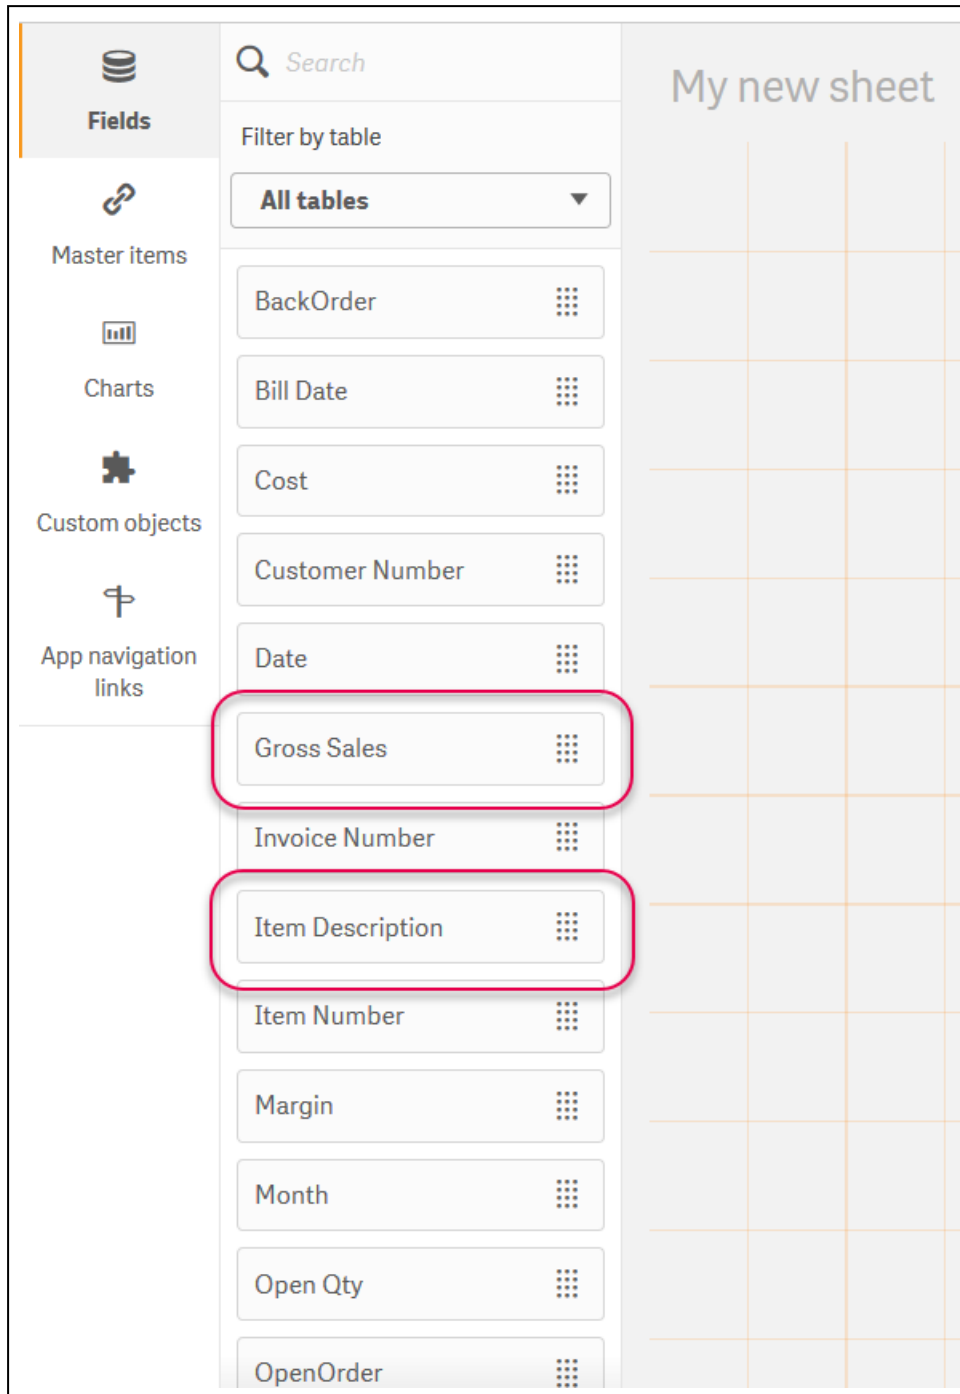 Fields
Master items
Charts
Custom objects
App navigation
links
Search
Filter by table
All tables
BackOrder
Bill Date
Cost
Customer Number
Date
Gross Sales
Invoice Number
Item Description
Item Number
Margin
Month
Open Qty
OpenOrder
My new sheet